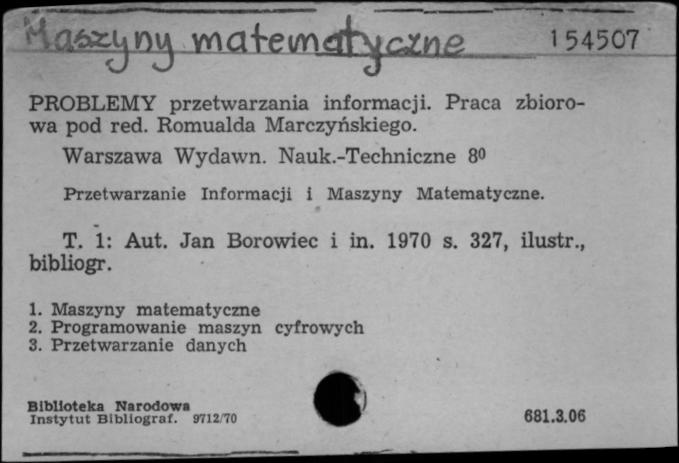 Maszyny matematyczne 154507
PROBLEMY przetwarzania informacji. Praca zbioro-
wa pod red. Romualda Marczyńskiego.
Warszawa Wydawn. Nauk.-Techniczne 8⁰
Przetwarzanie Informacji i Maszyny Matematyczne.
T. 1: Aut. Jan Borowiec i in. 1970 s. 327, ilustr.,
bibliogr.
1. Maszyny matematyczne
2. Programowanie maszyn cyfrowych
3. Przetwarzanie danych
Biblioteka Narodowa
Instytut Bibliograf. 9712/70 681.3.06